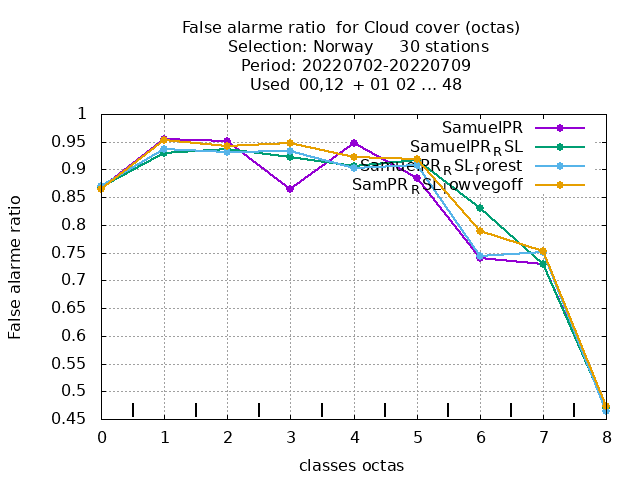 False alarme ratio  for Cloud cover (octas)
Selection: Norway     30 stations
Period: 20220702-20220709
Used  00,12  + 01 02 ... 48
SamuelPR
SamuelPR_RSL
SamuelPR_RSL_forest
SamPR_RSL_lowvegoff
False alarme ratio
1
0.95
0.9
0.85
0.8
0.75
0.7
0.65
0.6
0.55
0.5
0.45
0 1 2 3 4 5 6 7 8
classes octas